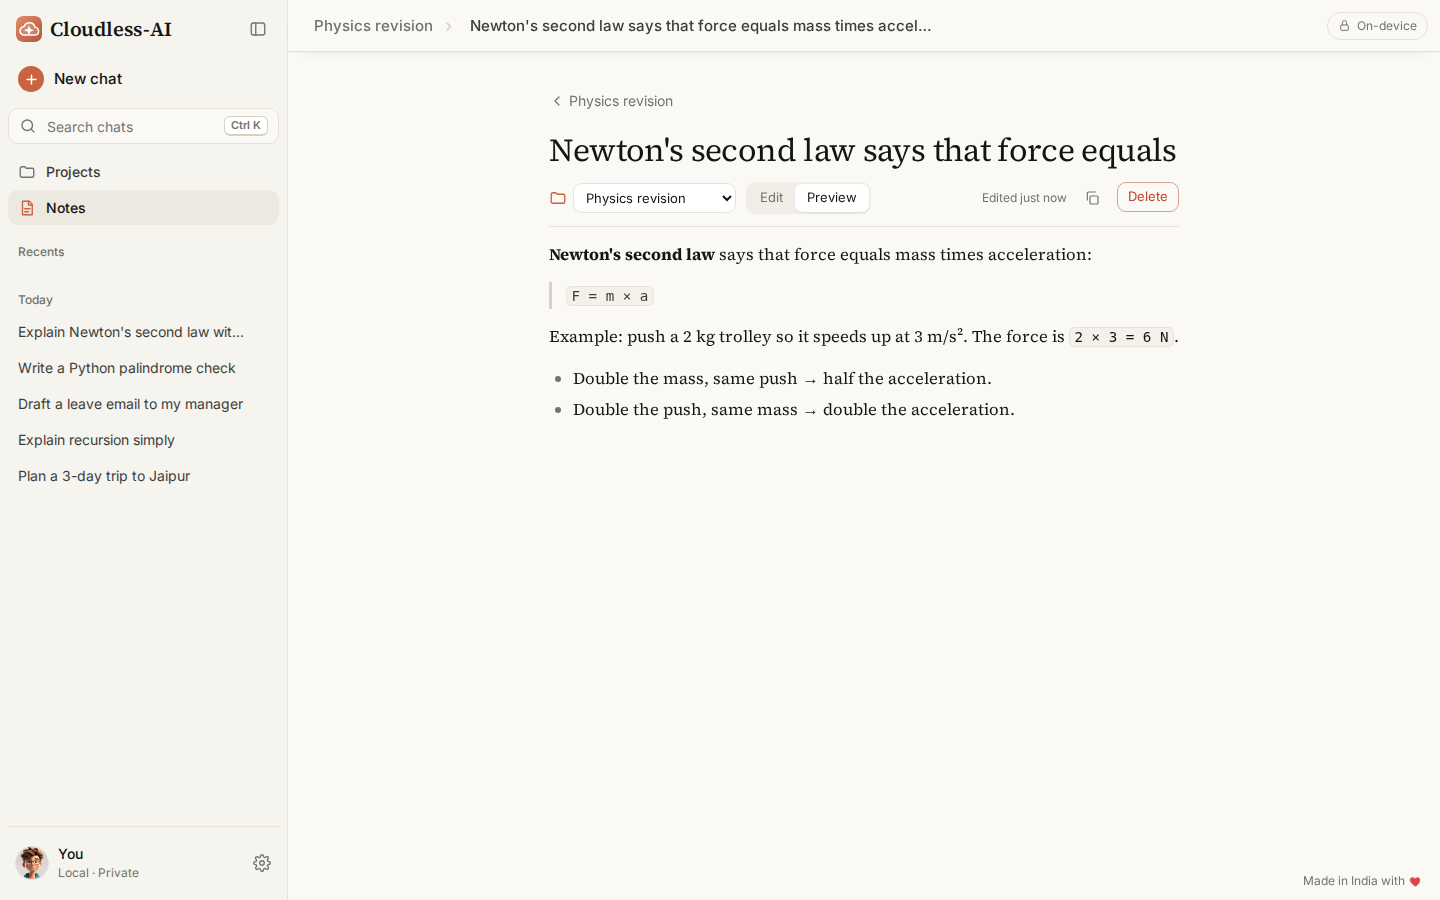 Cloudless-AI
New chat
Search chats
Ctrl K
Projects
Notes
Recents
Today
Explain Newton's second law wit...
Write a Python palindrome check
Draft a leave email to my manager
Explain recursion simply
Plan a 3-day trip to Jaipur
You
Local · Private
Physics revision
Newton's second law says that force equals mass times accel...
On-device
Physics revision
Newton's second law says that force equals
Physics revision
Edit
Preview
Edited just now
Delete
Newton's second law says that force equals mass times acceleration:
F = m × a
Example: push a 2 kg trolley so it speeds up at 3 m/s². The force is 2 × 3 = 6 N.
Double the mass, same push → half the acceleration.
Double the push, same mass → double the acceleration.
Made in India with